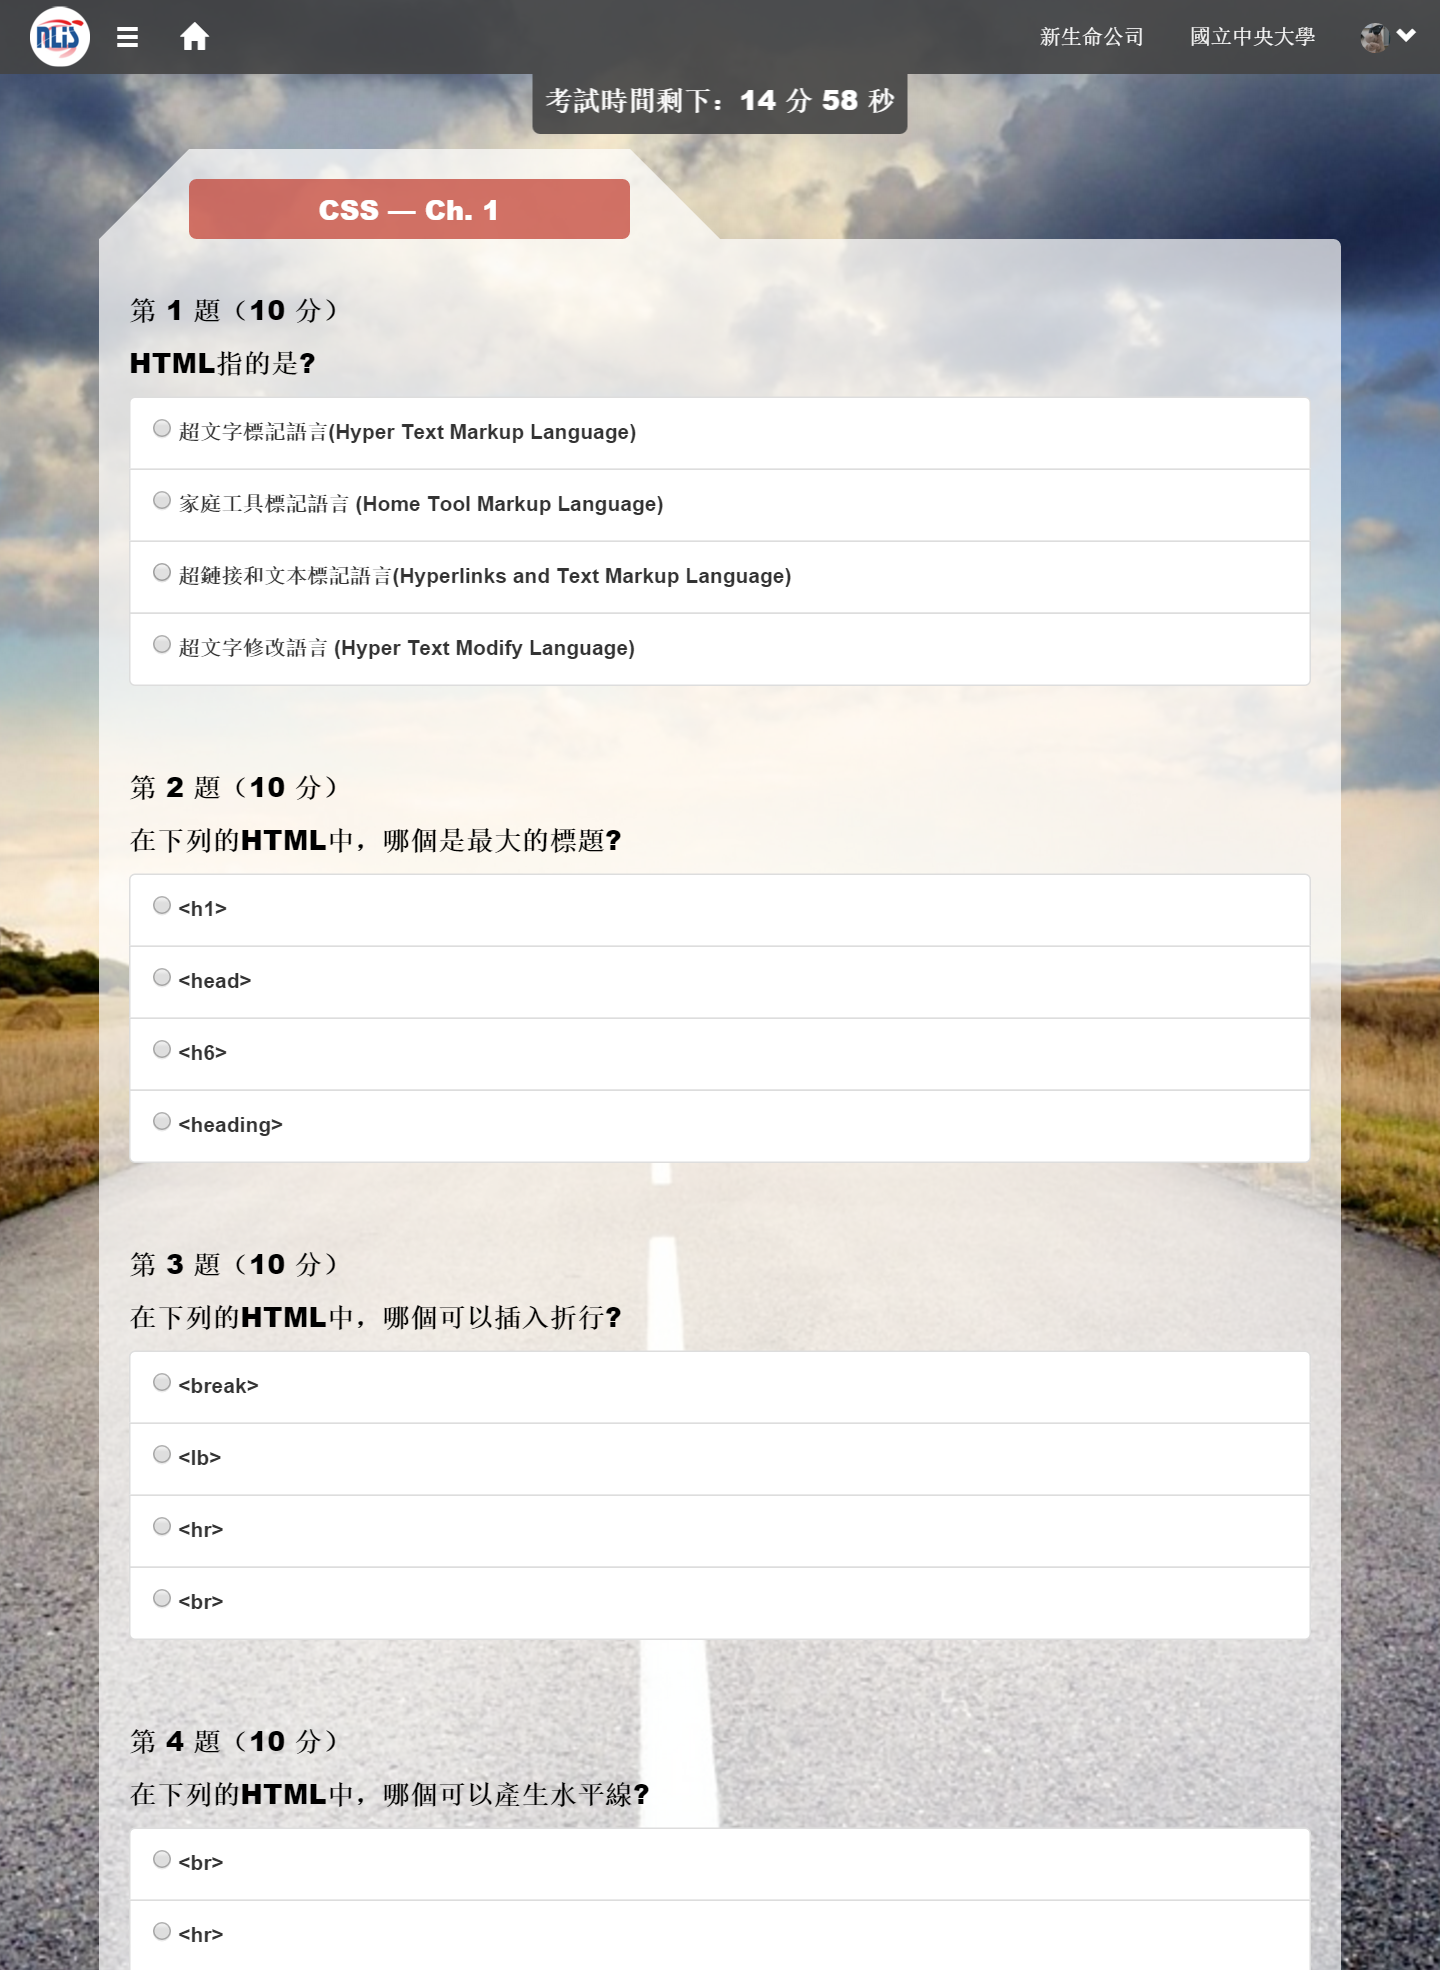 NLiS
新生命公司
國立中央大學
考試時間剩下：14 分 58 秒
CSS — Ch. 1
第 1 題（10 分）
HTML指的是?
超文字標記語言(Hyper Text Markup Language)
家庭工具標記語言 (Home Tool Markup Language)
超鏈接和文本標記語言(Hyperlinks and Text Markup Language)
超文字修改語言 (Hyper Text Modify Language)
第 2 題（10 分）
在下列的HTML中，哪個是最大的標題?
<h1>
<head>
<h6>
<heading>
第 3 題（10 分）
在下列的HTML中，哪個可以插入折行?
<break>
<lb>
<hr>
<br>
第 4 題（10 分）
在下列的HTML中，哪個可以產生水平線?
<br>
<hr>